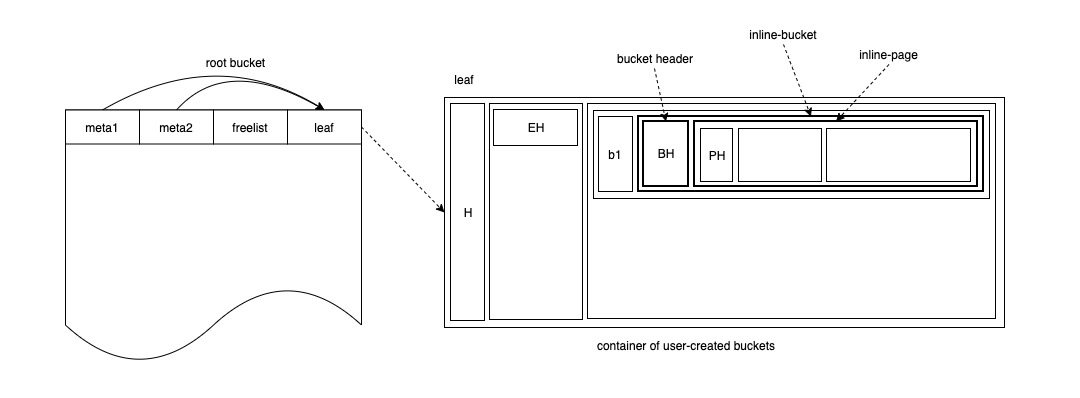 root bucket
meta1
meta2
freelist
leaf
leaf
H
EH
b1
BH
PH
bucket header
inline-bucket
inline-page
container of user-created buckets